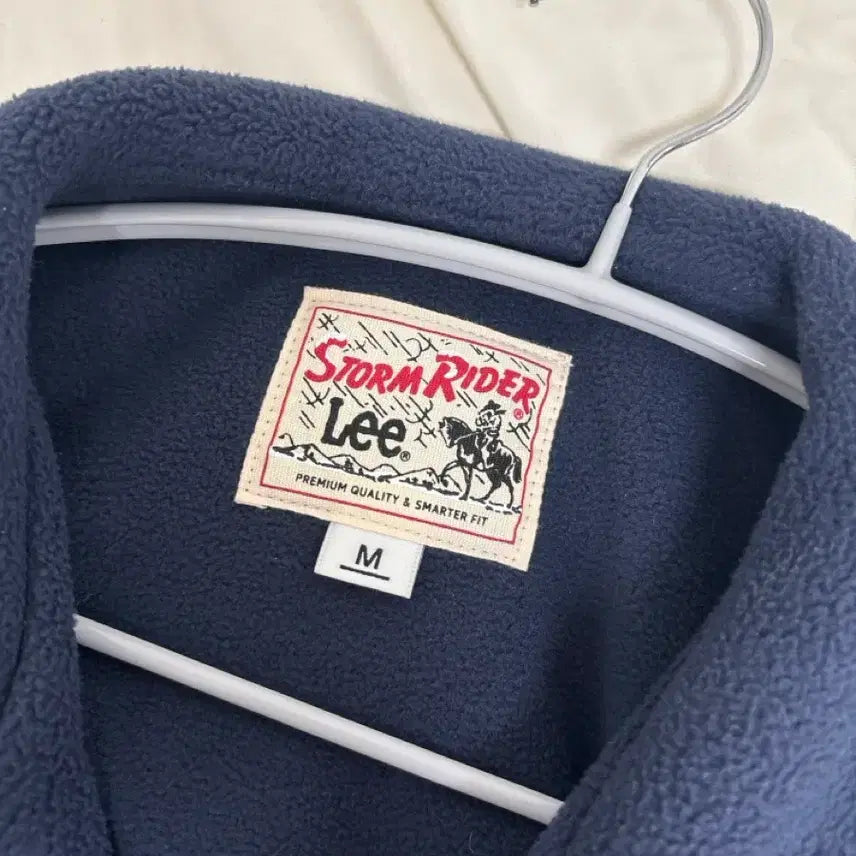 STORM RIDER®
Lee®
PREMIUM QUALITY & SMARTER FIT
M